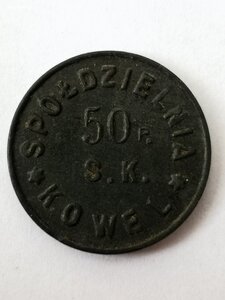 SPÓŁDZIELNIA
50 F.
S.K.
* KOWEL *